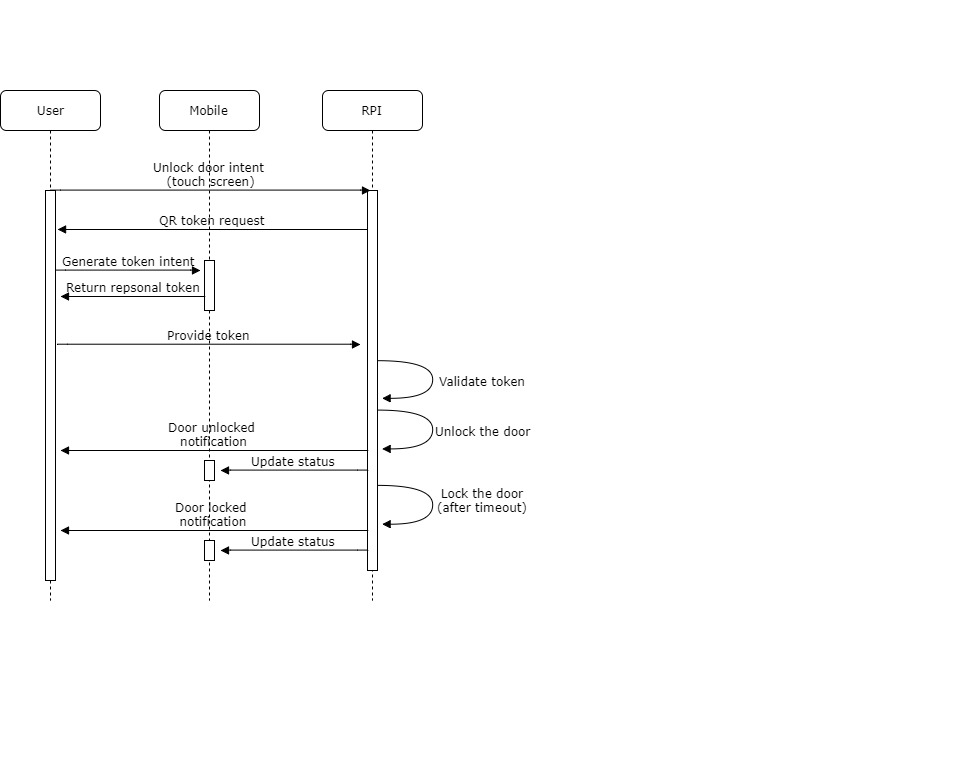 User
Mobile
RPI
Unlock door intent
(touch screen)
QR token request
Generate token intent
Return repsonal token
Provide token
Validate token
Door unlocked
notification
Unlock the door
Update status
Lock the door
(after timeout)
Door locked
notification
Update status